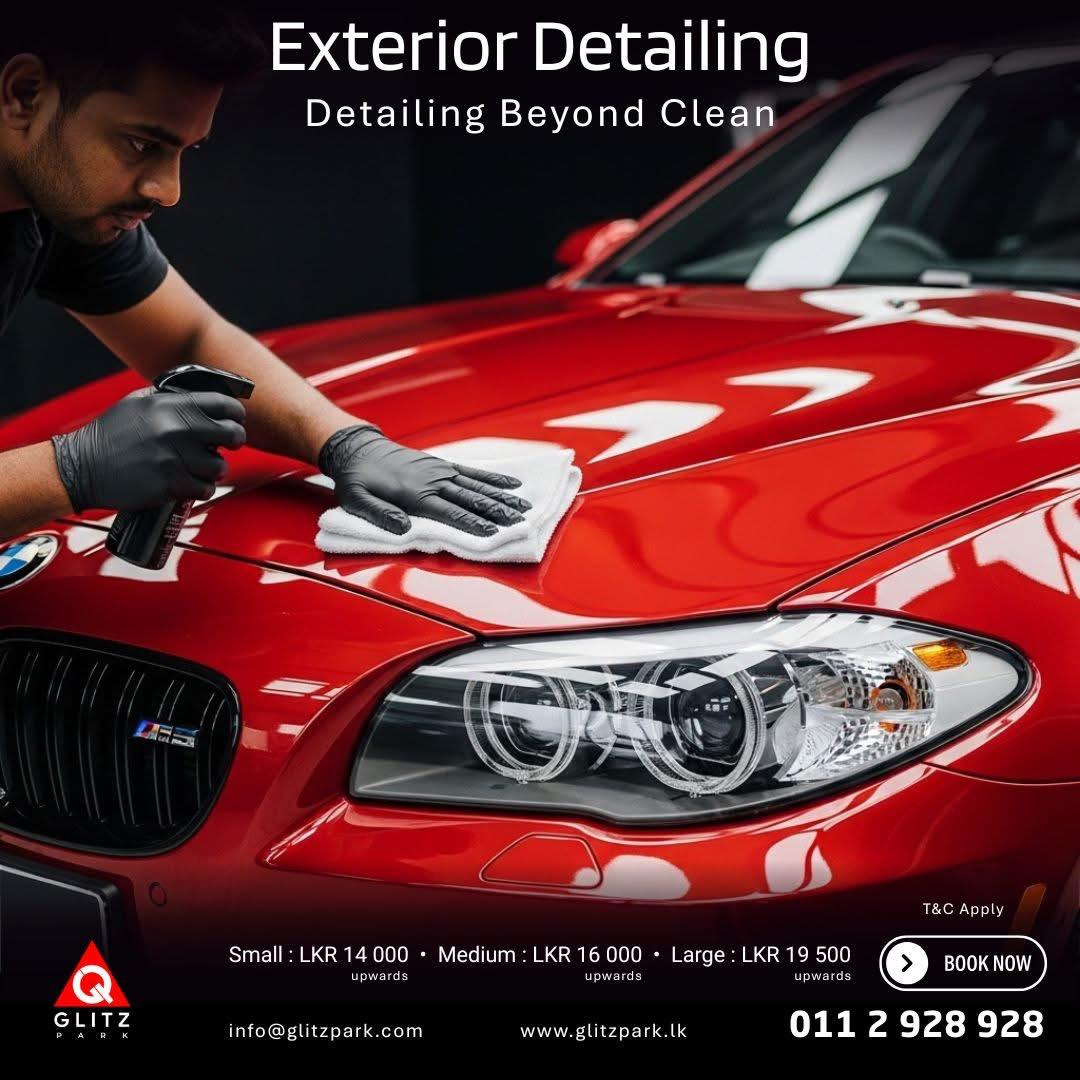 Exterior Detailing
Detailing Beyond Clean
T&C Apply
Small : LKR 14 000 • Medium : LKR 16 000 • Large : LKR 19 500
upwards upwards upwards
BOOK NOW
GLITZ
PARK
info@glitzpark.com www.glitzpark.lk 011 2 928 928